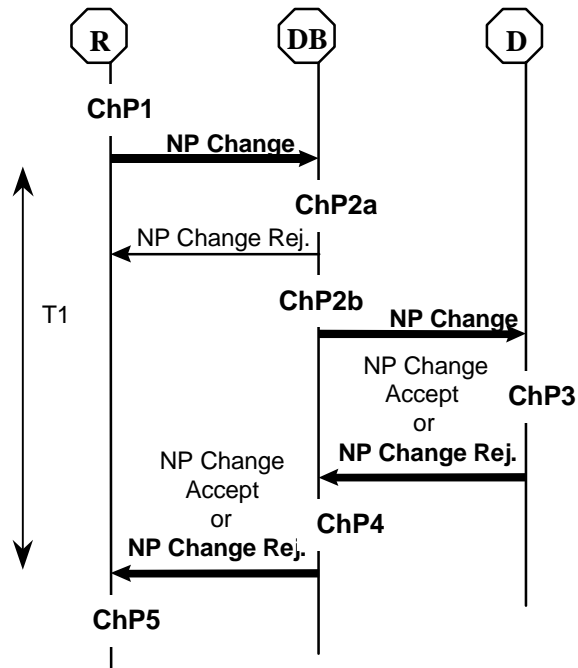 R DB D
ChP1
NP Change
ChP2a
NP Change Rej.
ChP2b
T1
NP Change
NP Change
Accept
or
NP Change Rej.
ChP3
NP Change
Accept
or
NP Change Rej.
ChP4
ChP5